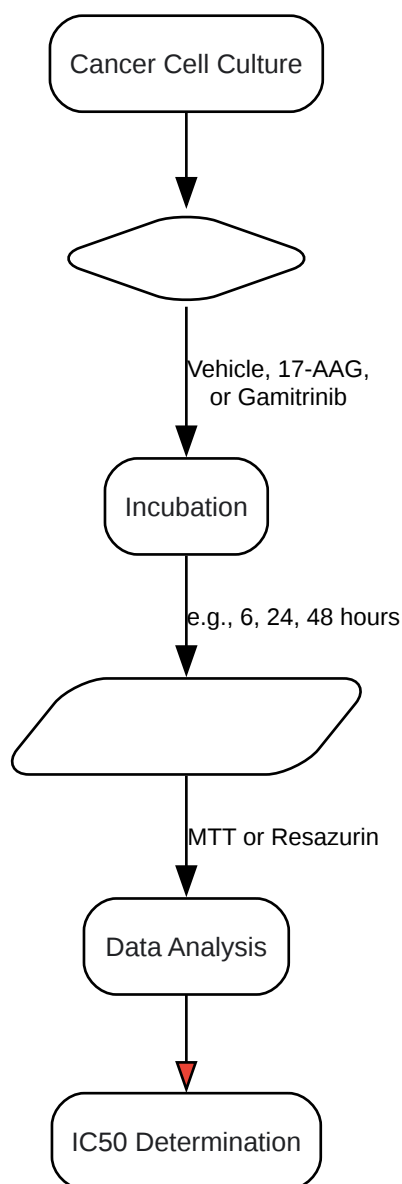 Cancer Cell Culture
Vehicle, 17-AAG,
or Gamitrinib
Incubation
e.g., 6, 24, 48 hours
MTT or Resazurin
Data Analysis
IC50 Determination